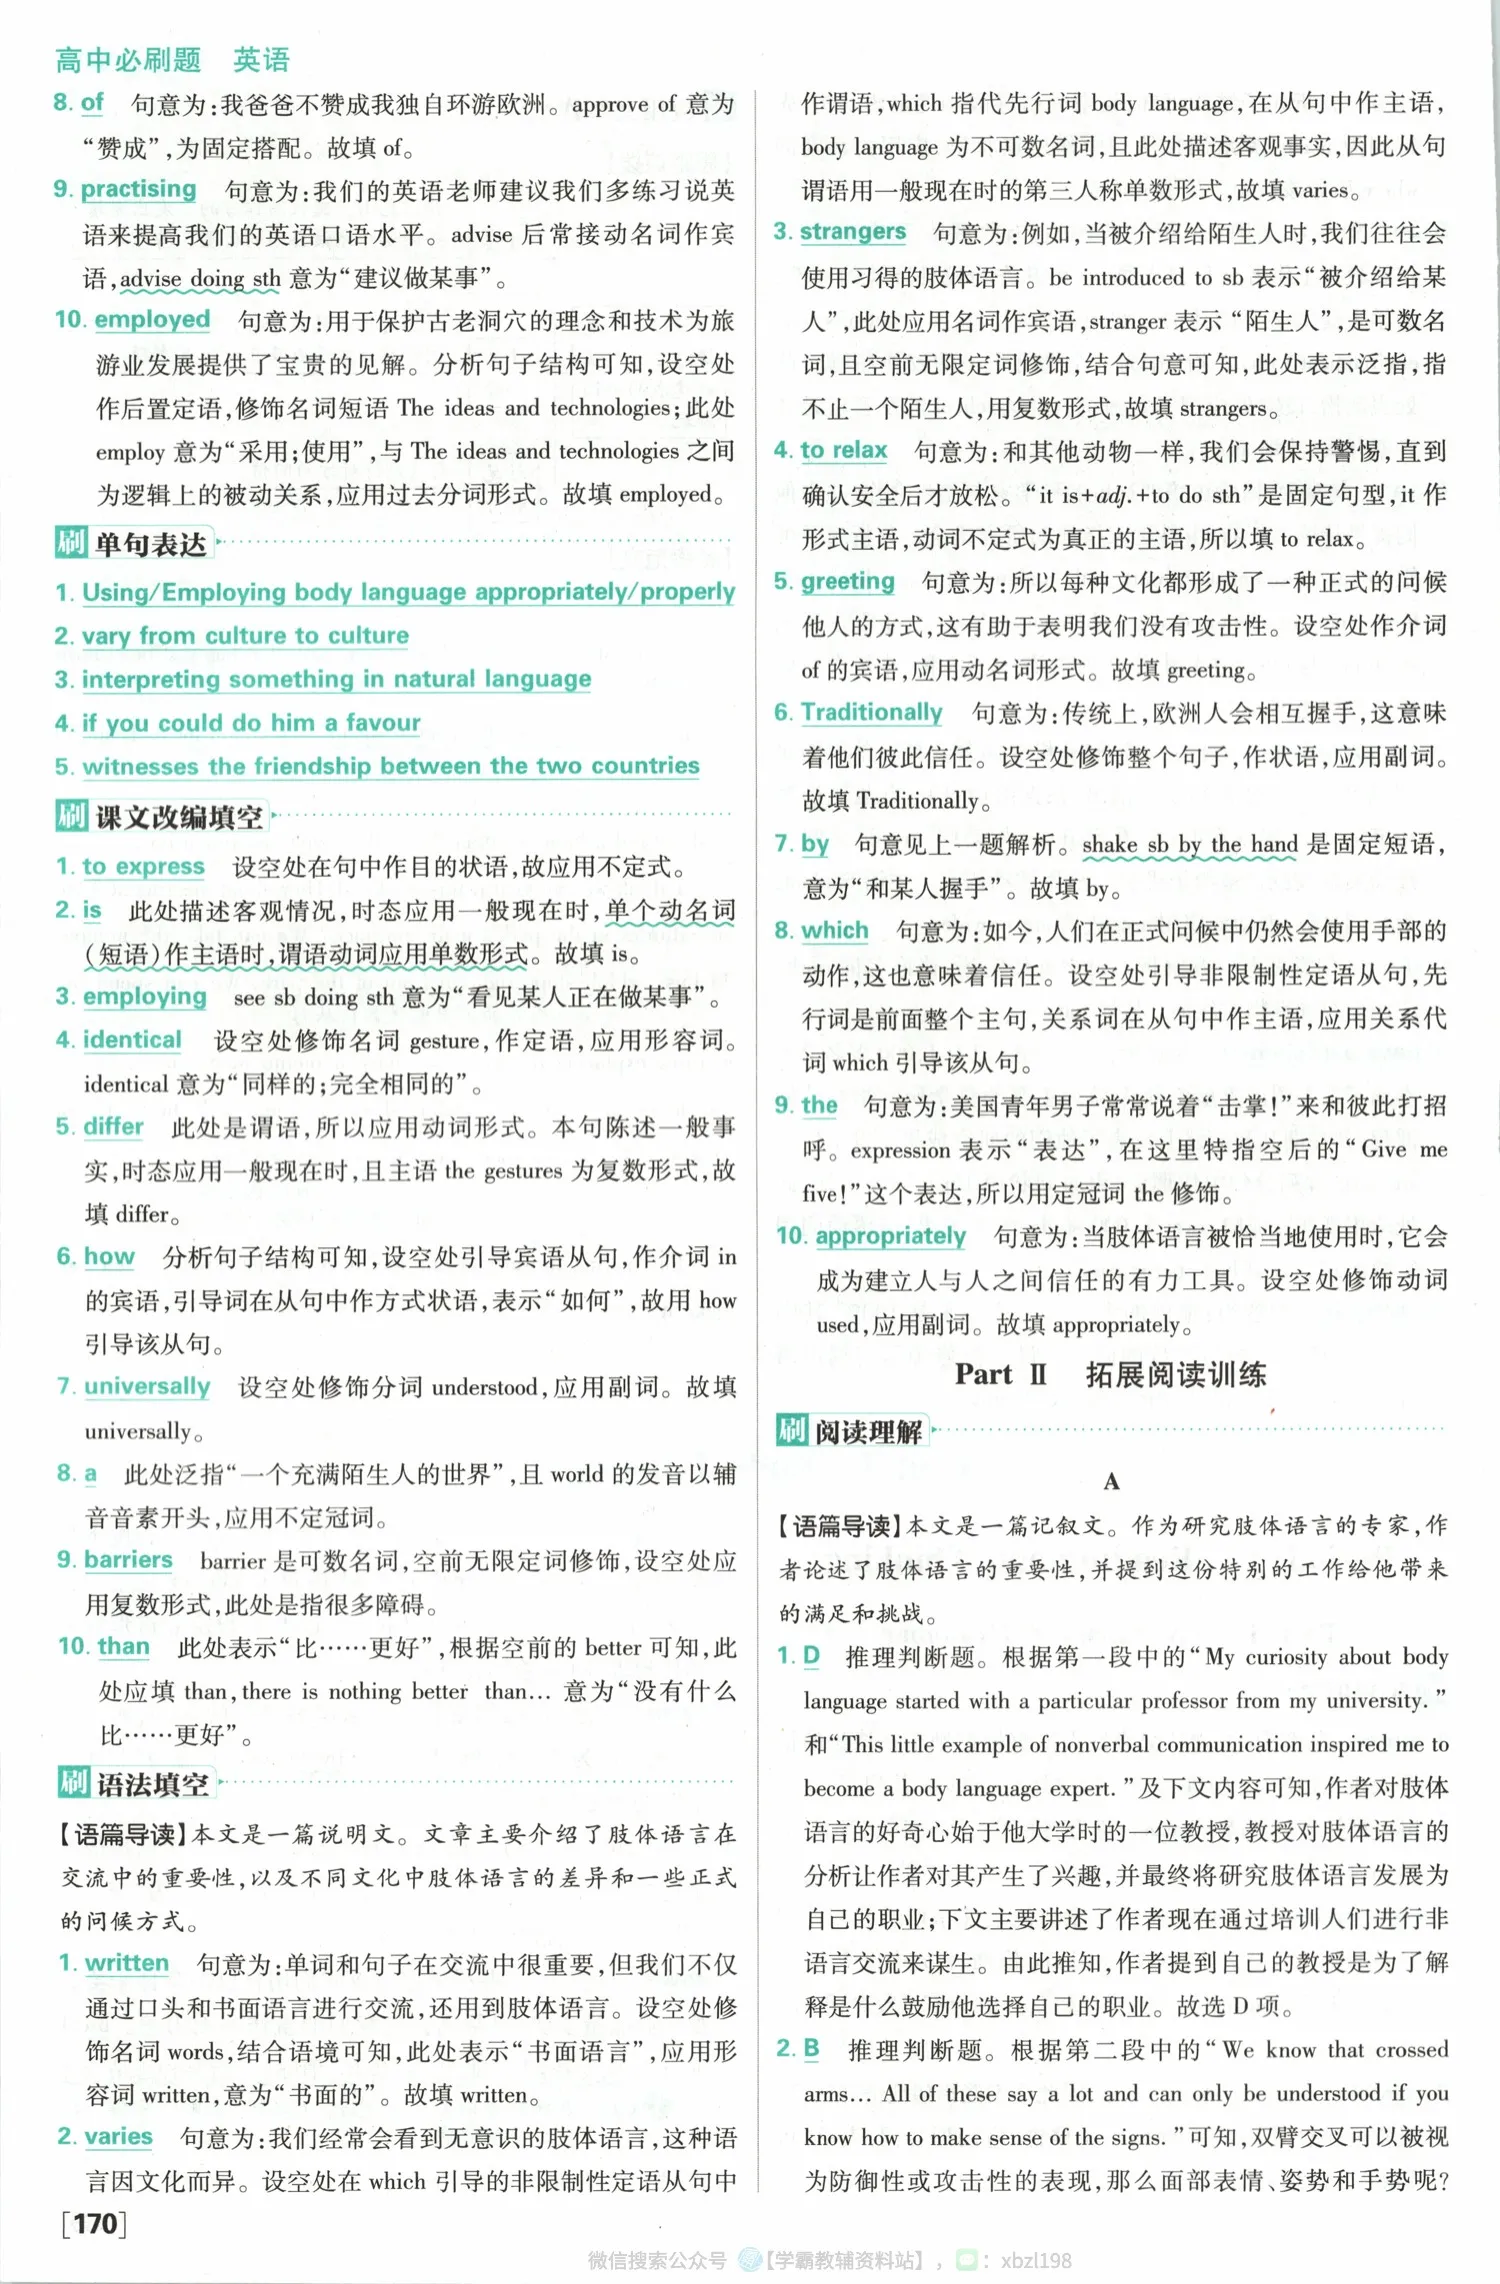 高中必刷题 英语
8. of 句意为:我爸爸不赞成我独自环游欧洲。approve of 意为
“赞成”,为固定搭配。故填 of。
9. practising 句意为:我们的英语老师建议我们多练习说英
语来提高我们的英语口语水平。advise 后常接动名词作宾
语,advise doing sth 意为“建议做某事”。
10. employed 句意为:用于保护古老洞穴的理念和技术为旅
游业发展提供了宝贵的见解。分析句子结构可知,设空处
作后置定语,修饰名词短语 The ideas and technologies;此处
employ 意为“采用;使用”,与 The ideas and technologies 之间
为逻辑上的被动关系,应用过去分词形式。故填 employed。
刷 单句表达
1. Using/Employing body language appropriately/properly
2. vary from culture to culture
3. interpreting something in natural language
4. if you could do him a favour
5. witnesses the friendship between the two countries
刷 课文改编填空
1. to express 设空处在句中作目的状语,故应用不定式。
2. is 此处描述客观情况,时态应用一般现在时,单个动名词
(短语)作主语时,谓语动词应用单数形式。故填 is。
3. employing see sb doing sth 意为“看见某人正在做某事”。
4. identical 设空处修饰名词 gesture,作定语,应用形容词。
identical 意为“同样的;完全相同的”。
5. differ 此处是谓语,所以应用动词形式。本句陈述一般事
实,时态应用一般现在时,且主语 the gestures 为复数形式,故
填 differ。
6. how 分析句子结构可知,设空处引导宾语从句,作介词 in
的宾语,引导词在从句中作方式状语,表示“如何”,故用 how
引导该从句。
7. universally 设空处修饰分词 understood,应用副词。故填
universally。
8. a 此处泛指“一个充满陌生人的世界”,且 world 的发音以辅
音音素开头,应用不定冠词。
9. barriers barrier 是可数名词,空前无限定词修饰,设空处应
用复数形式,此处是指很多障碍。
10. than 此处表示“比……更好”,根据空前的 better 可知,此
处应填 than,there is nothing better than... 意为“没有什么
比……更好”。
刷 语法填空
【语篇导读】本文是一篇说明文。文章主要介绍了肢体语言在
交流中的重要性,以及不同文化中肢体语言的差异和一些正式
的问候方式。
1. written 句意为:单词和句子在交流中很重要,但我们不仅
通过口头和书面语言进行交流,还用到肢体语言。设空处修
饰名词 words,结合语境可知,此处表示“书面语言”,应用形
容词 written,意为“书面的”。故填 written。
2. varies 句意为:我们经常会看到无意识的肢体语言,这种语
言因文化而异。设空处在 which 引导的非限制性定语从句中
作谓语,which 指代先行词 body language,在从句中作主语,
body language 为不可数名词,且此处描述客观事实,因此从句
谓语用一般现在时的第三人称单数形式,故填 varies。
3. strangers 句意为:例如,当被介绍给陌生人时,我们往往会
使用习得的肢体语言。be introduced to sb 表示“被介绍给某
人”,此处应用名词作宾语,stranger 表示 “陌生人”,是可数名
词,且空前无限定词修饰,结合句意可知,此处表示泛指,指
不止一个陌生人,用复数形式,故填 strangers。
4. to relax 句意为:和其他动物一样,我们会保持警惕,直到
确认安全后才放松。“it is+adj.+to do sth”是固定句型,it 作
形式主语,动词不定式为真正的主语,所以填 to relax。
5. greeting 句意为:所以每种文化都形成了一种正式的问候
他人的方式,这有助于表明我们没有攻击性。设空处作介词
of 的宾语,应用动名词形式。故填 greeting。
6. Traditionally 句意为:传统上,欧洲人会相互握手,这意味
着他们彼此信任。设空处修饰整个句子,作状语,应用副词。
故填 Traditionally。
7. by 句意见上一题解析。shake sb by the hand 是固定短语,
意为“和某人握手”。故填 by。
8. which 句意为:如今,人们在正式问候中仍然会使用手部的
动作,这也意味着信任。设空处引导非限制性定语从句,先
行词是前面整个主句,关系词在从句中作主语,应用关系代
词 which 引导该从句。
9. the 句意为:美国青年男子常常说着“击掌!”来和彼此打招
呼。expression 表示“表达”,在这里特指空后的“Give me
five!”这个表达,所以用定冠词 the 修饰。
10. appropriately 句意为:当肢体语言被恰当地使用时,它会
成为建立人与人之间信任的有力工具。设空处修饰动词
used,应用副词。故填 appropriately。
Part Ⅱ 拓展阅读训练
刷 阅读理解
A
【语篇导读】本文是一篇记叙文。作为研究肢体语言的专家,作
者论述了肢体语言的重要性,并提到这份特别的工作给他带来
的满足和挑战。
1. D 推理判断题。根据第一段中的“My curiosity about body
language started with a particular professor from my university.”
和“This little example of nonverbal communication inspired me to
become a body language expert.”及下文内容可知,作者对肢体
语言的好奇心始于他大学时的一位教授,教授对肢体语言的
分析让作者对其产生了兴趣,并最终将研究肢体语言发展为
自己的职业;下文主要讲述了作者现在通过培训人们进行非
语言交流来谋生。由此推知,作者提到自己的教授是为了解
释是什么鼓励他选择自己的职业。故选 D 项。
2. B 推理判断题。根据第二段中的“We know that crossed
arms... All of these say a lot and can only be understood if you
know how to make sense of the signs.”可知,双臂交叉可以被视
为防御性或攻击性的表现,那么面部表情、姿势和手势呢?
[170]
微信搜索公众号 【学霸教辅资料站】, : xbzl198